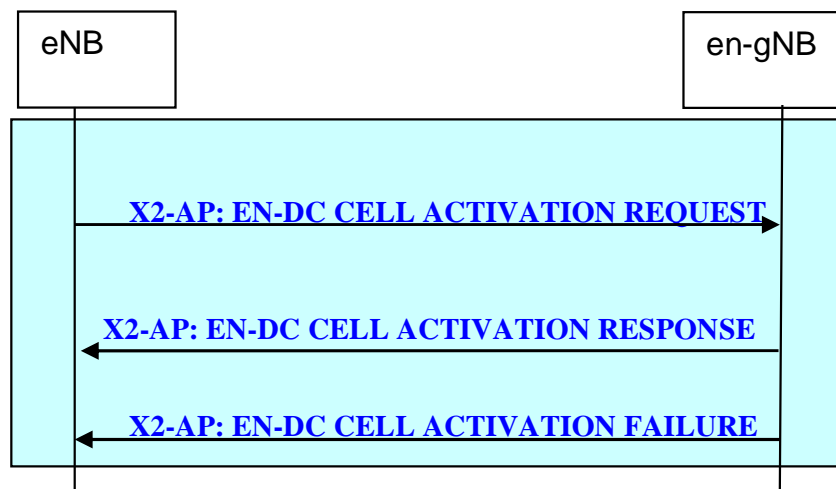 eNB
en-gNB
X2-AP: EN-DC CELL ACTIVATION REQUEST
X2-AP: EN-DC CELL ACTIVATION RESPONSE
X2-AP: EN-DC CELL ACTIVATION FAILURE